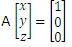 A [x y z] = [1 0 0]